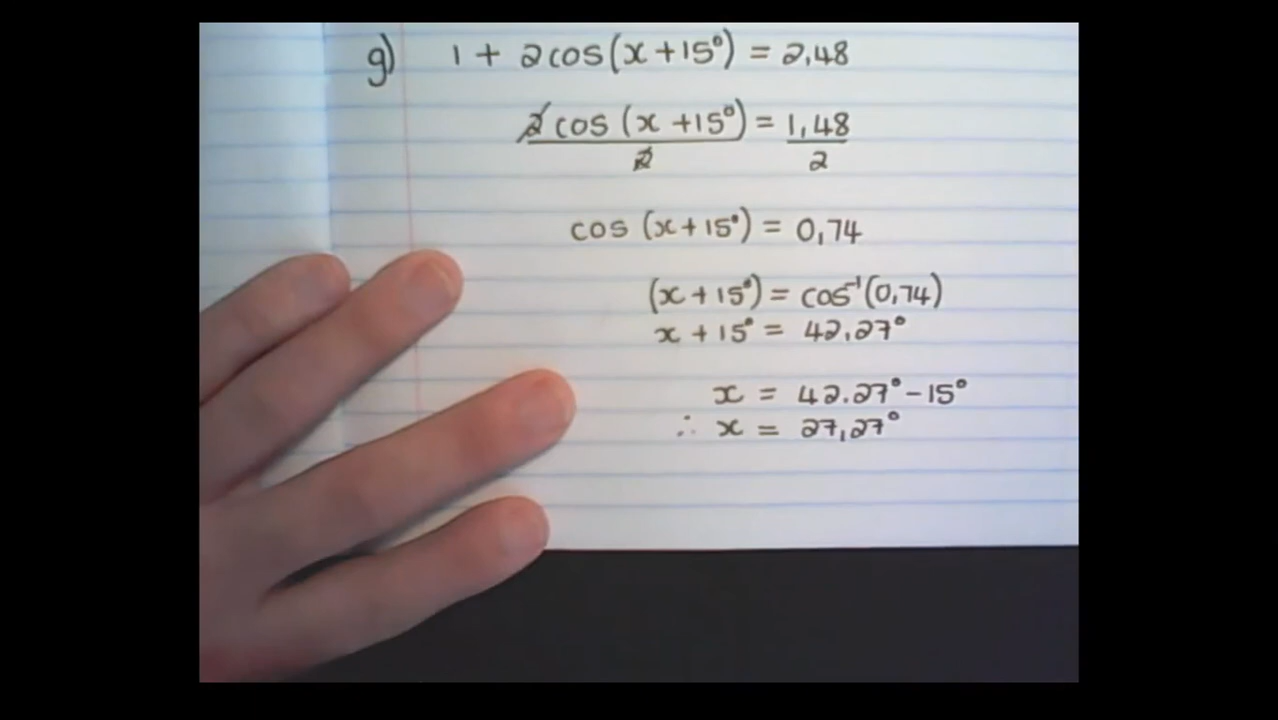 g) 1 + 2cos(x+15°) = 2,48
2cos(x+15°) = 1,48
2 2
cos(x+15°) = 0,74
(x+15°) = cos⁻¹(0,74)
x+15° = 42,27°
x = 42.27°-15°
∴ x = 27,27°